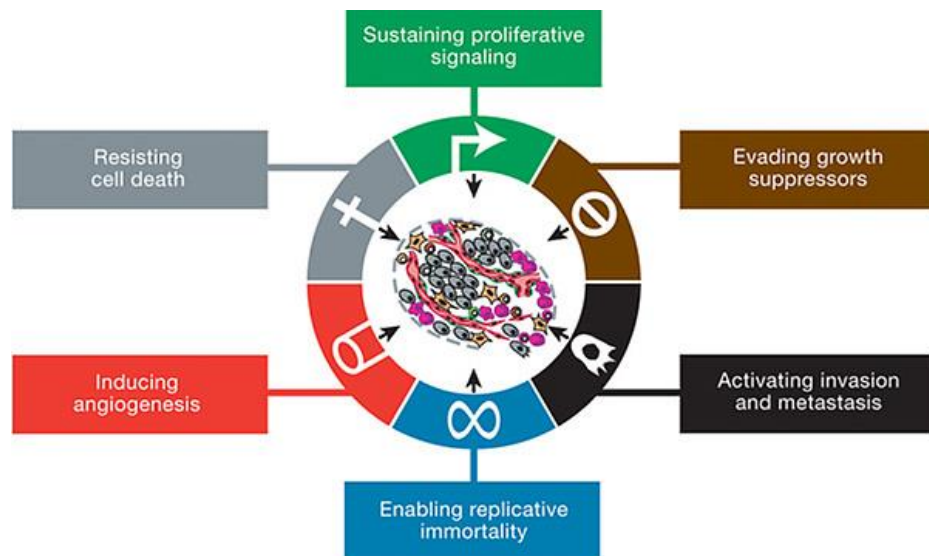 Sustaining proliferative
signaling
Resisting
cell death
Evading growth
suppressors
Inducing
angiogenesis
Activating invasion
and metastasis
Enabling replicative
immortality